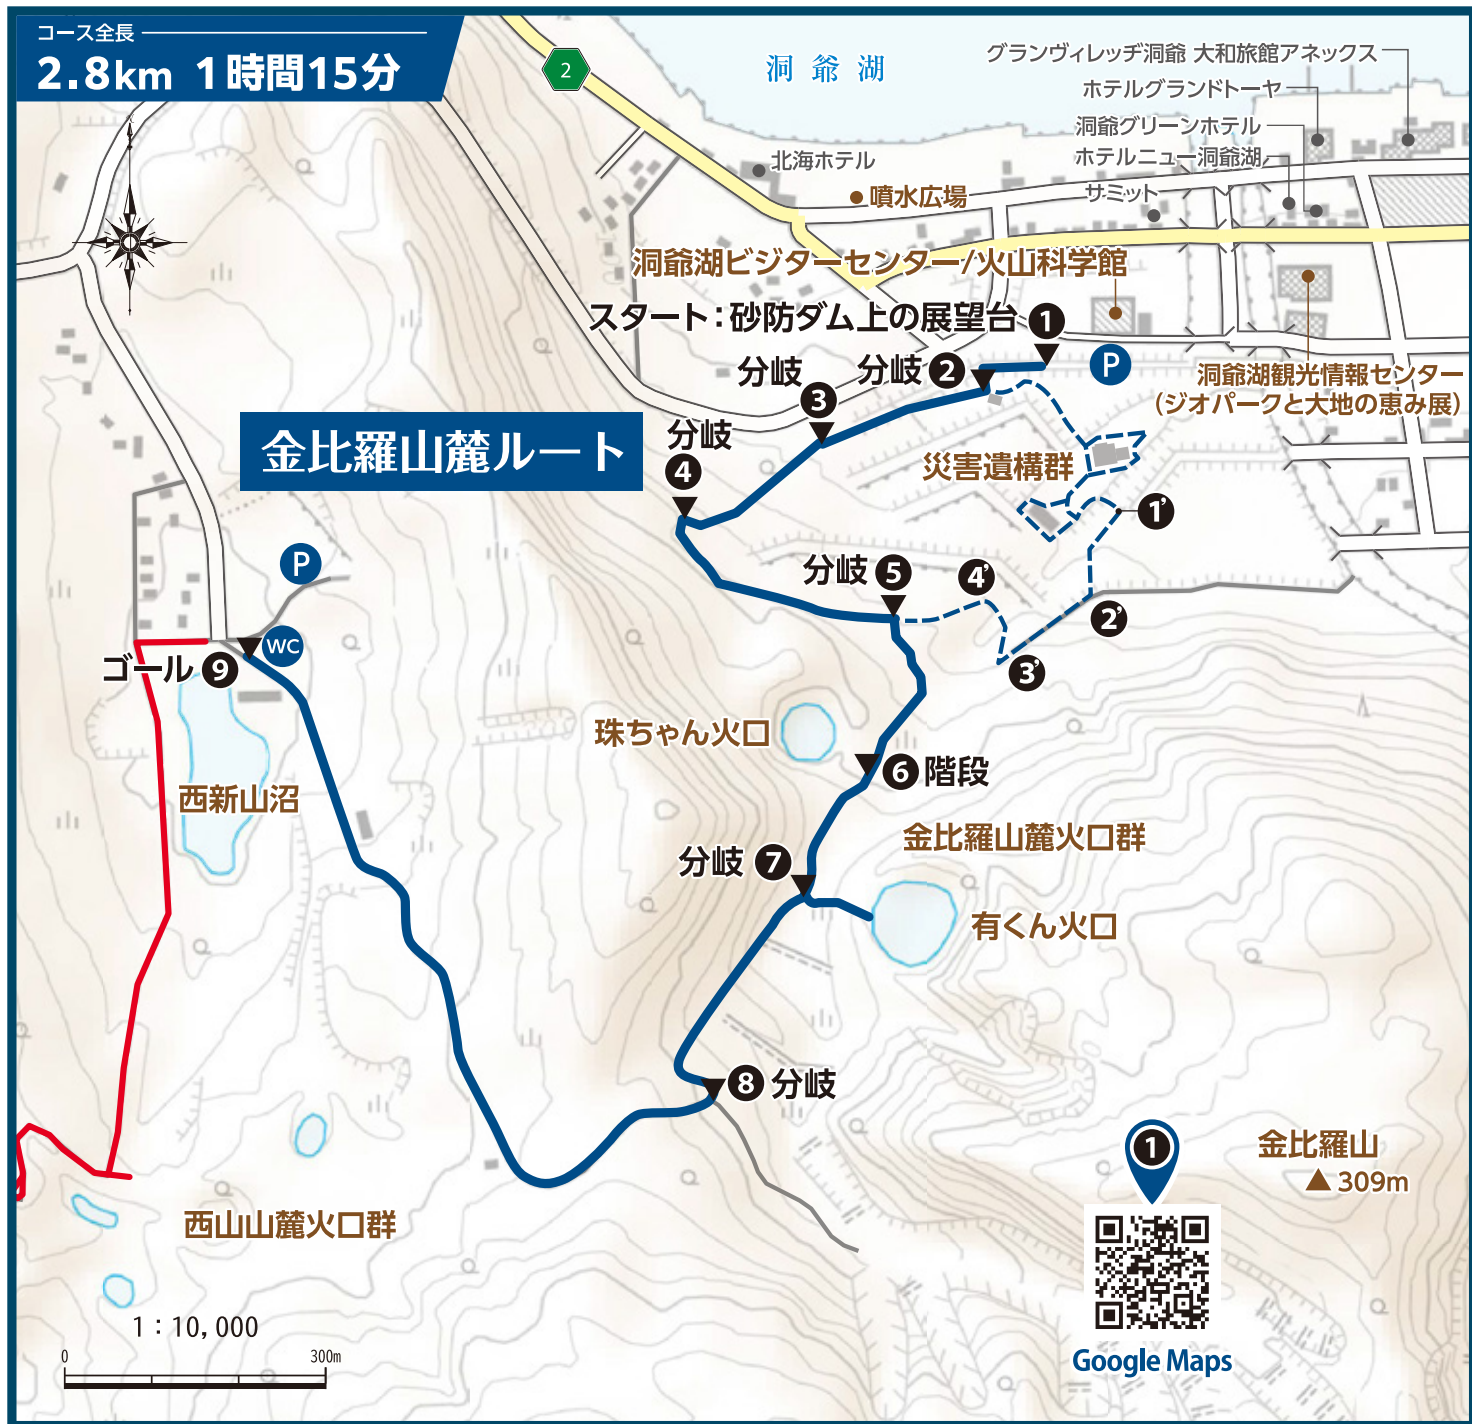 コース全長
2.8km 1時間15分
2
洞爺湖
グランヴィレッヂ洞爺 大和旅館アネックス
ホテルグランドトーヤ
洞爺グリーンホテル
ホテルニュー洞爺湖
サミット
北海ホテル
噴水広場
洞爺湖ビジターセンター/火山科学館
スタート：砂防ダム上の展望台 1
P
分岐 2
分岐
3
洞爺湖観光情報センター
(ジオパークと大地の恵み展)
金比羅山麓ルート
分岐
4
災害遺構群
1'
P
分岐 5
4'
2'
3'
WC
ゴール 9
珠ちゃん火口
6 階段
西新山沼
金比羅山麓火口群
分岐 7
有くん火口
8 分岐
1
金比羅山
▲ 309m
西山山麓火口群
1：10,000
0 300m
Google Maps